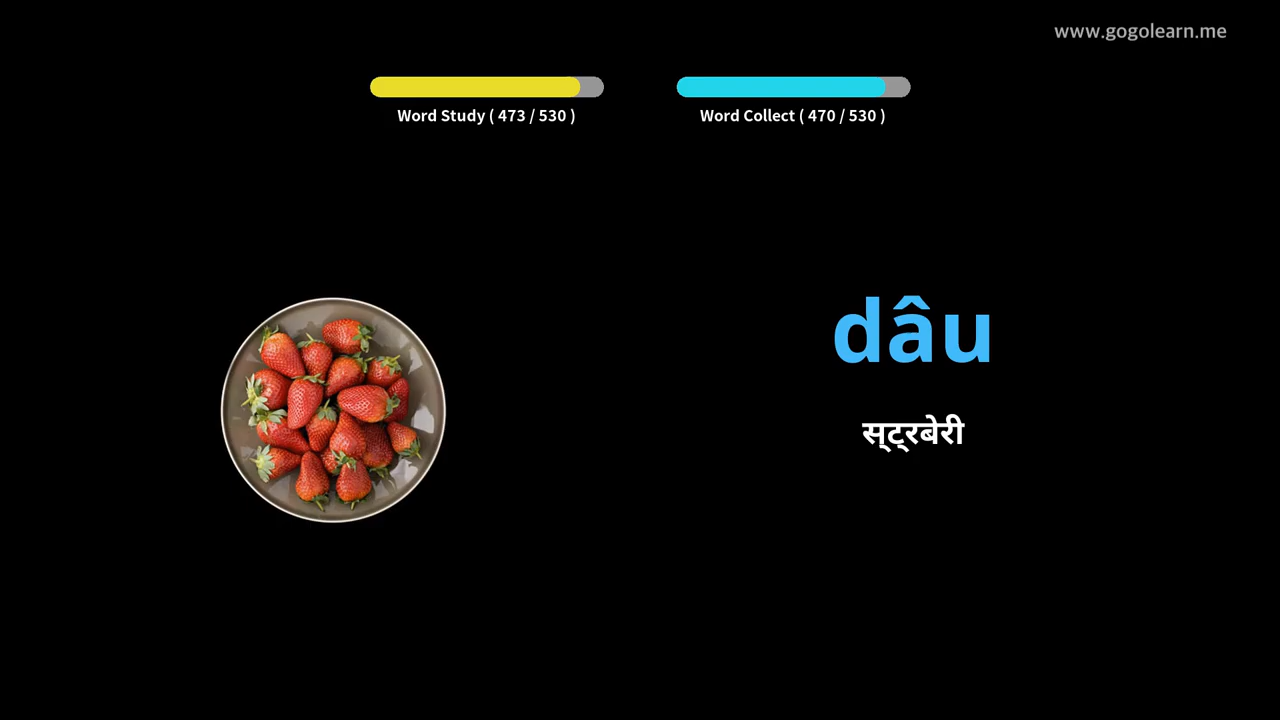 www.gogolearn.me
Word Study ( 473 / 530 )
Word Collect ( 470 / 530 )
dâu
स्ट्रबेरी